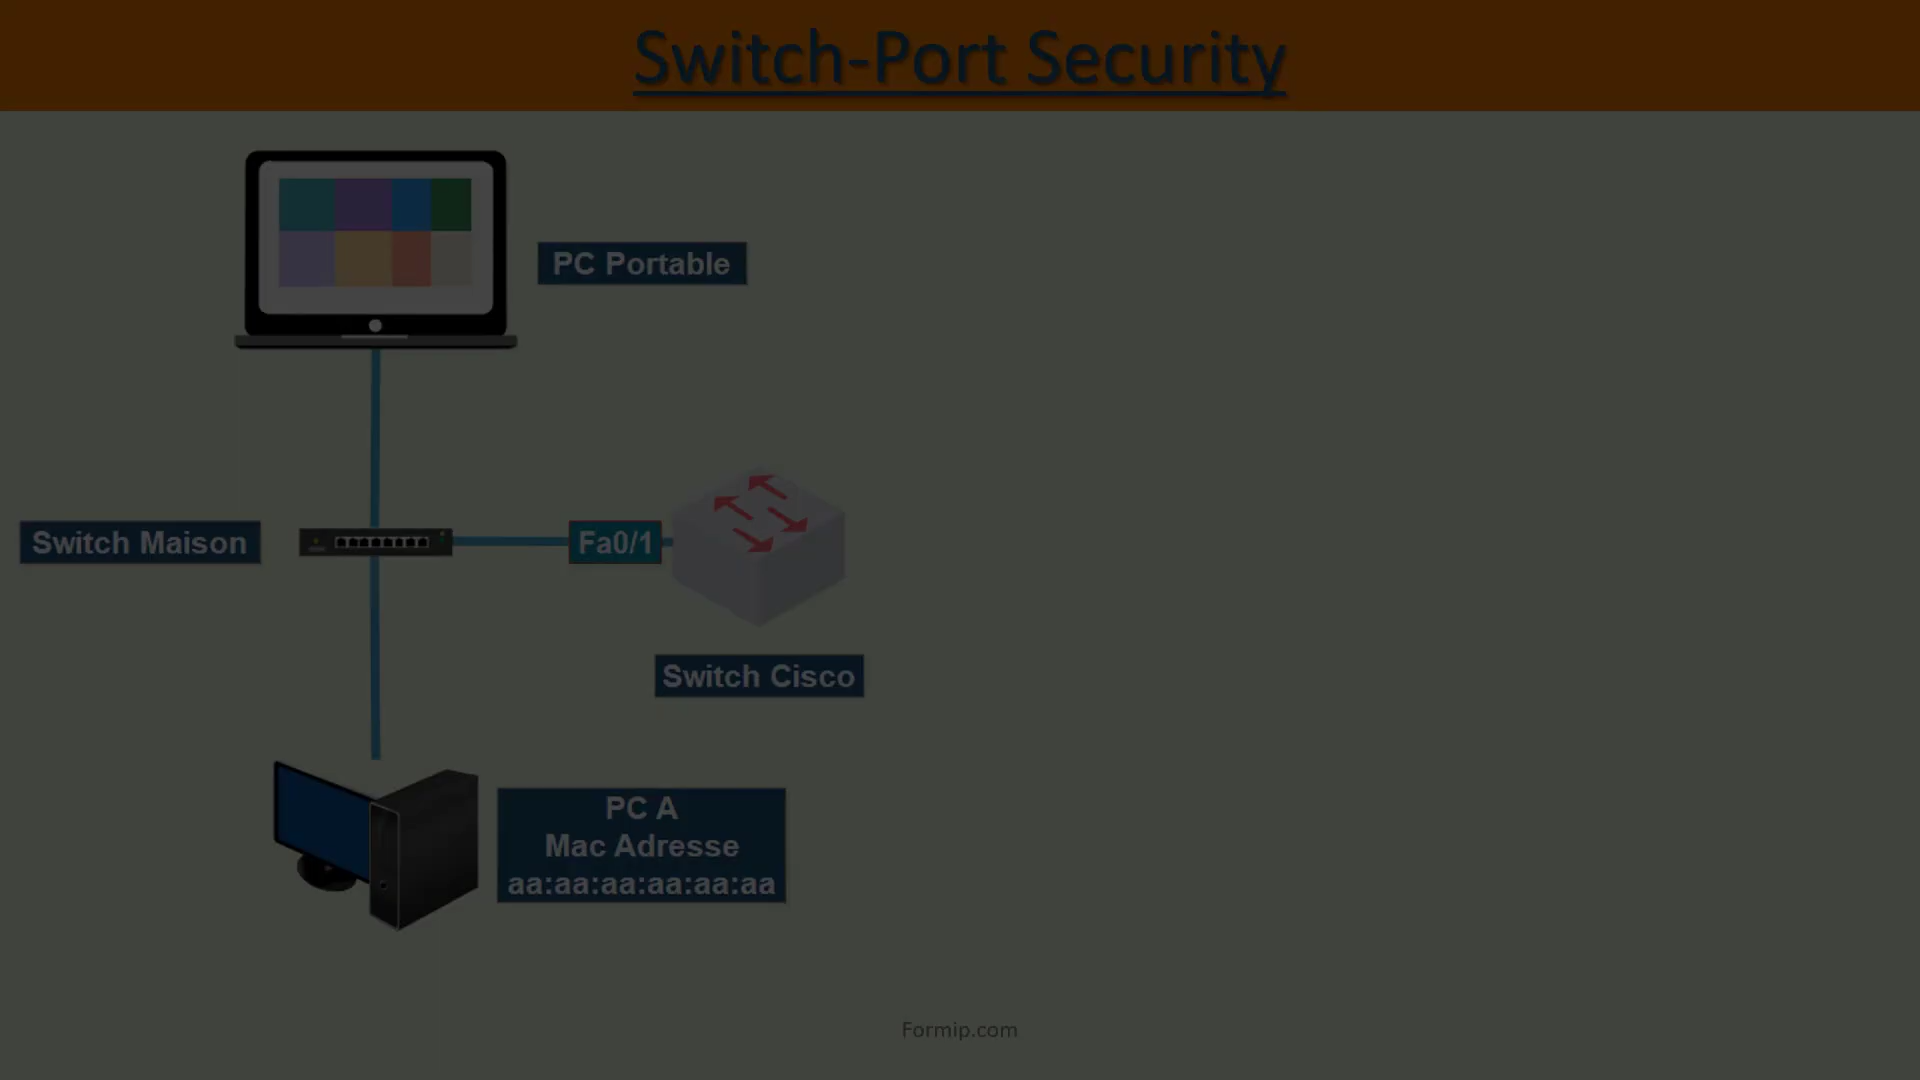 Switch-Port Security
PC Portable
Switch Maison
Fa0/1
Switch Cisco
PC A
Mac Adresse
aa:aa:aa:aa:aa:aa
Formip.com